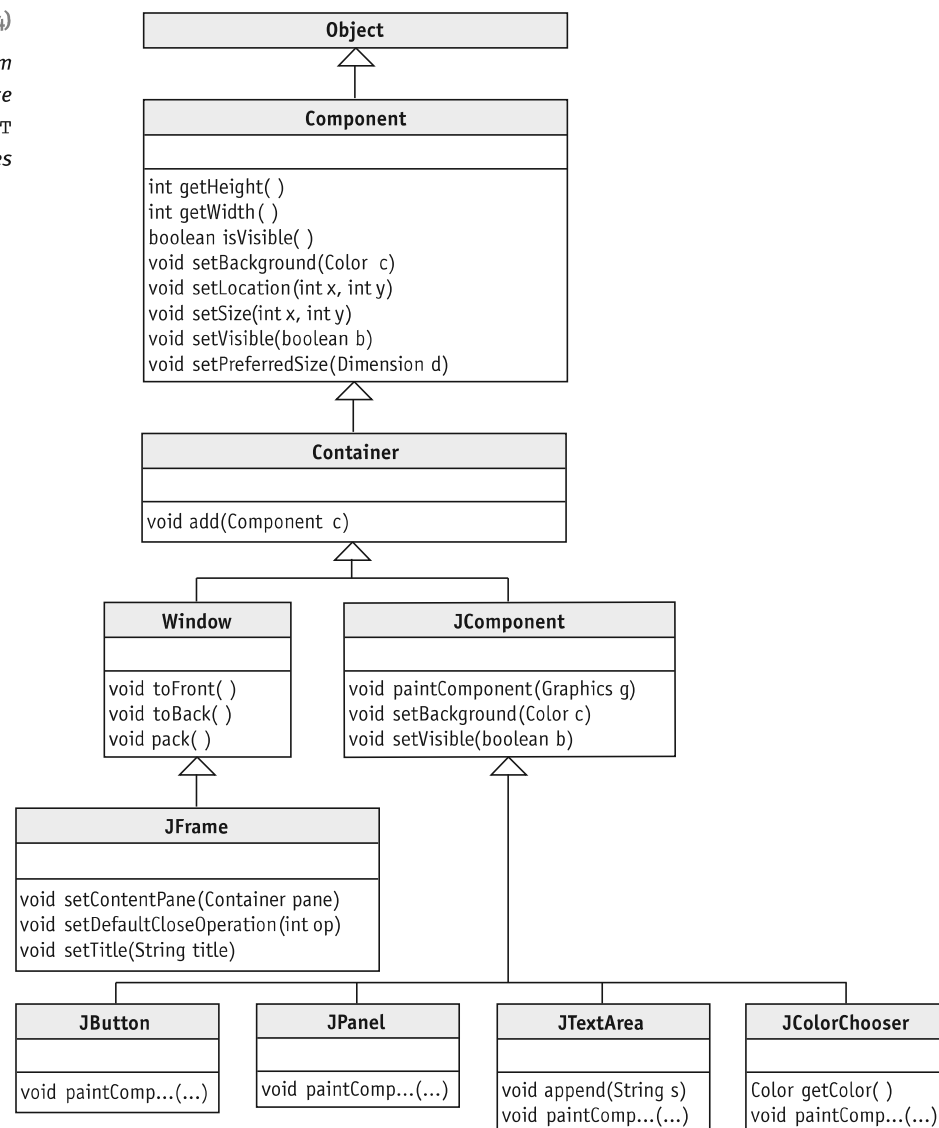 Object
Component
int getHeight( )
int getWidth( )
boolean isVisible( )
void setBackground(Color c)
void setLocation(int x, int y)
void setSize(int x, int y)
void setVisible(boolean b)
void setPreferredSize(Dimension d)
Container
void add(Component c)
Window
void toFront( )
void toBack( )
void pack( )
JComponent
void paintComponent(Graphics g)
void setBackground(Color c)
void setVisible(boolean b)
JFrame
void setContentPane(Container pane)
void setDefaultCloseOperation(int op)
void setTitle(String title)
JButton
void paintComp...(...)
JPanel
void paintComp...(...)
JTextArea
void append(String s)
void paintComp...(...)
JColorChooser
Color getColor( )
void paintComp...(...)